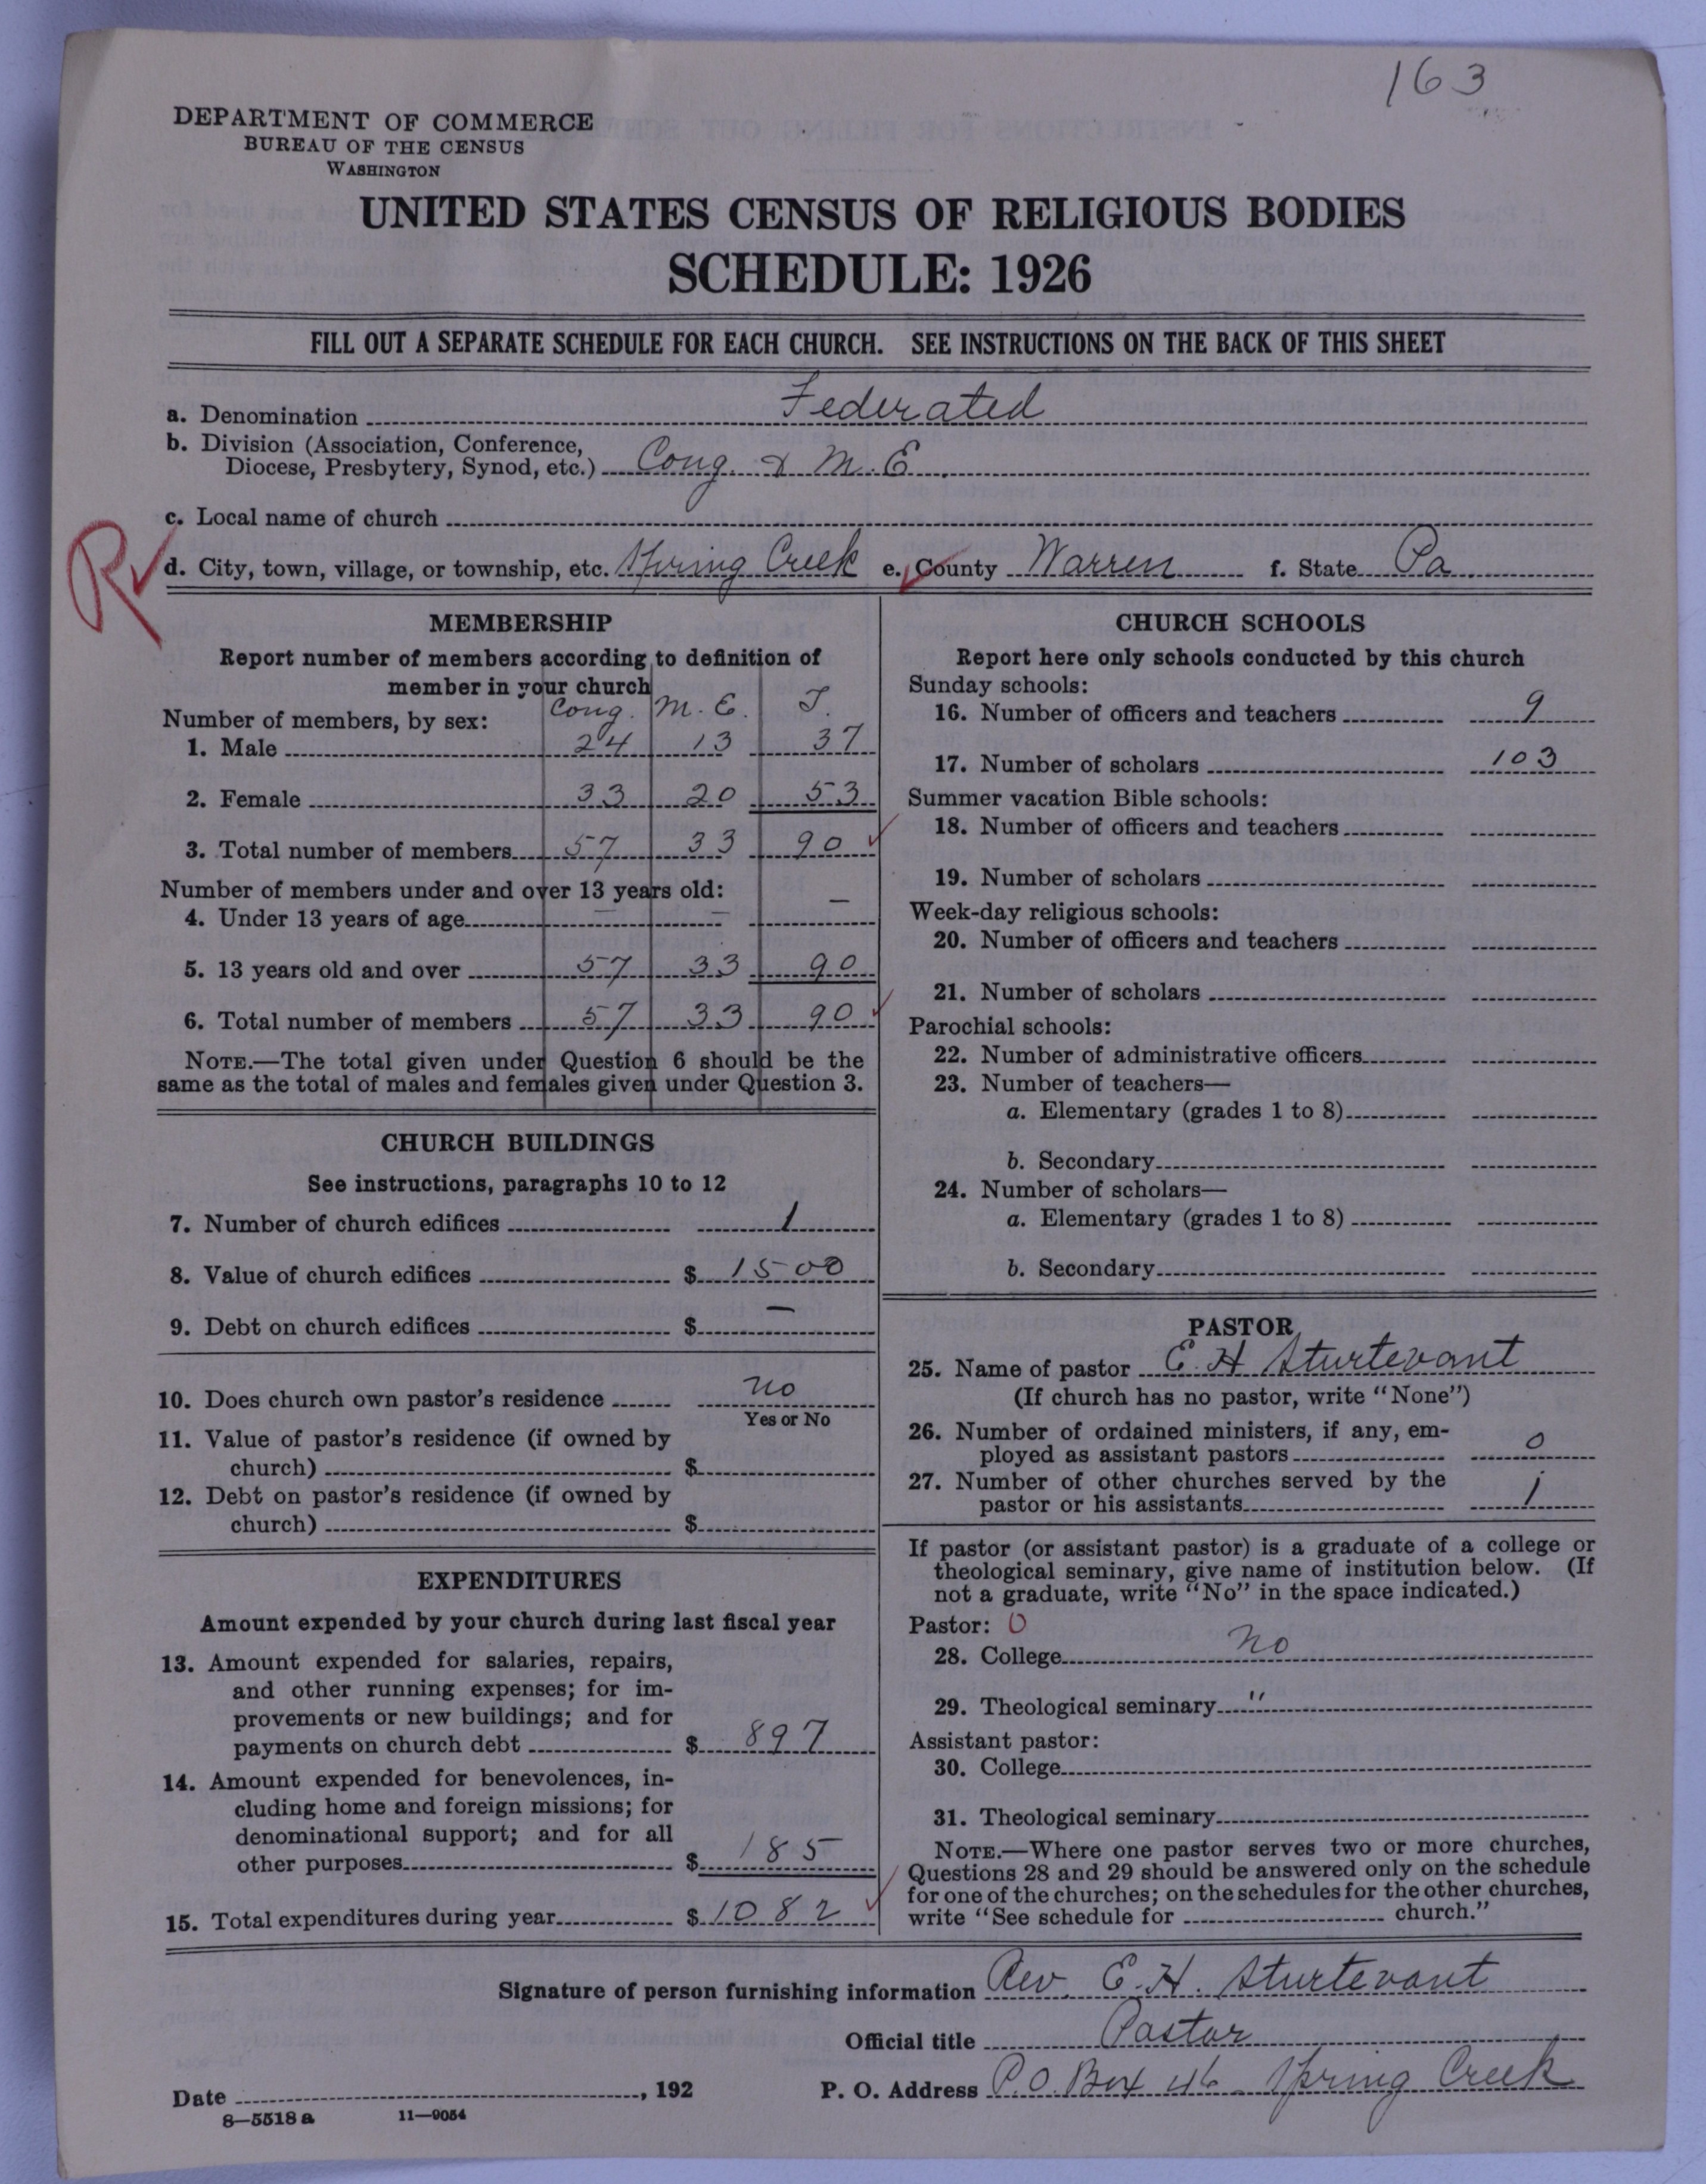 163
DEPARTMENT OF COMMERCE
BUREAU OF THE CENSUS
WASHINGTON
UNITED STATES CENSUS OF RELIGIOUS BODIES
SCHEDULE: 1926
FILL OUT A SEPARATE SCHEDULE FOR EACH CHURCH. SEE INSTRUCTIONS ON THE BACK OF THIS SHEET
a. Denomination Federated
b. Division (Association, Conference,
Diocese, Presbytery, Synod, etc.) Cong. & M.E.
c. Local name of church
R
d. City, town, village, or township, etc. Spring Creek e. County Warren f. State Pa
MEMBERSHIP
Report number of members according to definition of
member in your church
Cong. M.E. T.
Number of members, by sex:
1. Male 24 13 37
2. Female 33 20 53
3. Total number of members 57 33 90
Number of members under and over 13 years old:
4. Under 13 years of age — — —
5. 13 years old and over 57 33 90
6. Total number of members 57 33 90
NOTE.—The total given under Question 6 should be the
same as the total of males and females given under Question 3.
CHURCH BUILDINGS
See instructions, paragraphs 10 to 12
7. Number of church edifices 1
8. Value of church edifices $ 1500
9. Debt on church edifices $ —
10. Does church own pastor's residence no
Yes or No
11. Value of pastor's residence (if owned by
church) $
12. Debt on pastor's residence (if owned by
church) $
EXPENDITURES
Amount expended by your church during last fiscal year
13. Amount expended for salaries, repairs,
and other running expenses; for im-
provements or new buildings; and for
payments on church debt $ 897
14. Amount expended for benevolences, in-
cluding home and foreign missions; for
denominational support; and for all
other purposes $ 185
15. Total expenditures during year $ 1082
CHURCH SCHOOLS
Report here only schools conducted by this church
Sunday schools:
16. Number of officers and teachers 9
17. Number of scholars 103
Summer vacation Bible schools:
18. Number of officers and teachers
19. Number of scholars
Week-day religious schools:
20. Number of officers and teachers
21. Number of scholars
Parochial schools:
22. Number of administrative officers
23. Number of teachers—
a. Elementary (grades 1 to 8)
b. Secondary
24. Number of scholars—
a. Elementary (grades 1 to 8)
b. Secondary
PASTOR
25. Name of pastor E. H Sturtevant
(If church has no pastor, write "None")
26. Number of ordained ministers, if any, em-
ployed as assistant pastors 0
27. Number of other churches served by the
pastor or his assistants 1
If pastor (or assistant pastor) is a graduate of a college or
theological seminary, give name of institution below. (If
not a graduate, write "No" in the space indicated.)
Pastor: 0
28. College no
29. Theological seminary "
Assistant pastor:
30. College
31. Theological seminary
NOTE.—Where one pastor serves two or more churches,
Questions 28 and 29 should be answered only on the schedule
for one of the churches; on the schedules for the other churches,
write "See schedule for church."
Signature of person furnishing information Rev. E. H. Sturtevant
Official title Pastor
Date , 192 P. O. Address P.O. Box 46 Spring Creek
8—5518 a 11—9054